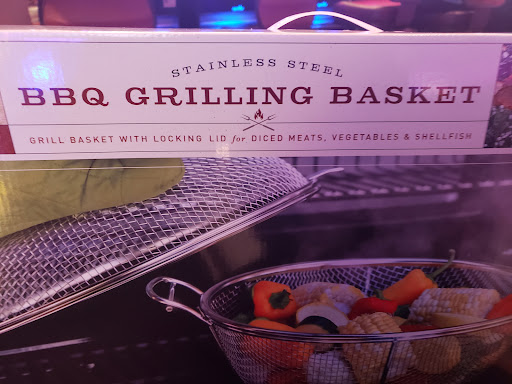 STAINLESS STEEL
BBQ GRILLING BASKET
GRILL BASKET WITH LOCKING LID for DICED MEATS, VEGETABLES & SHELLFISH